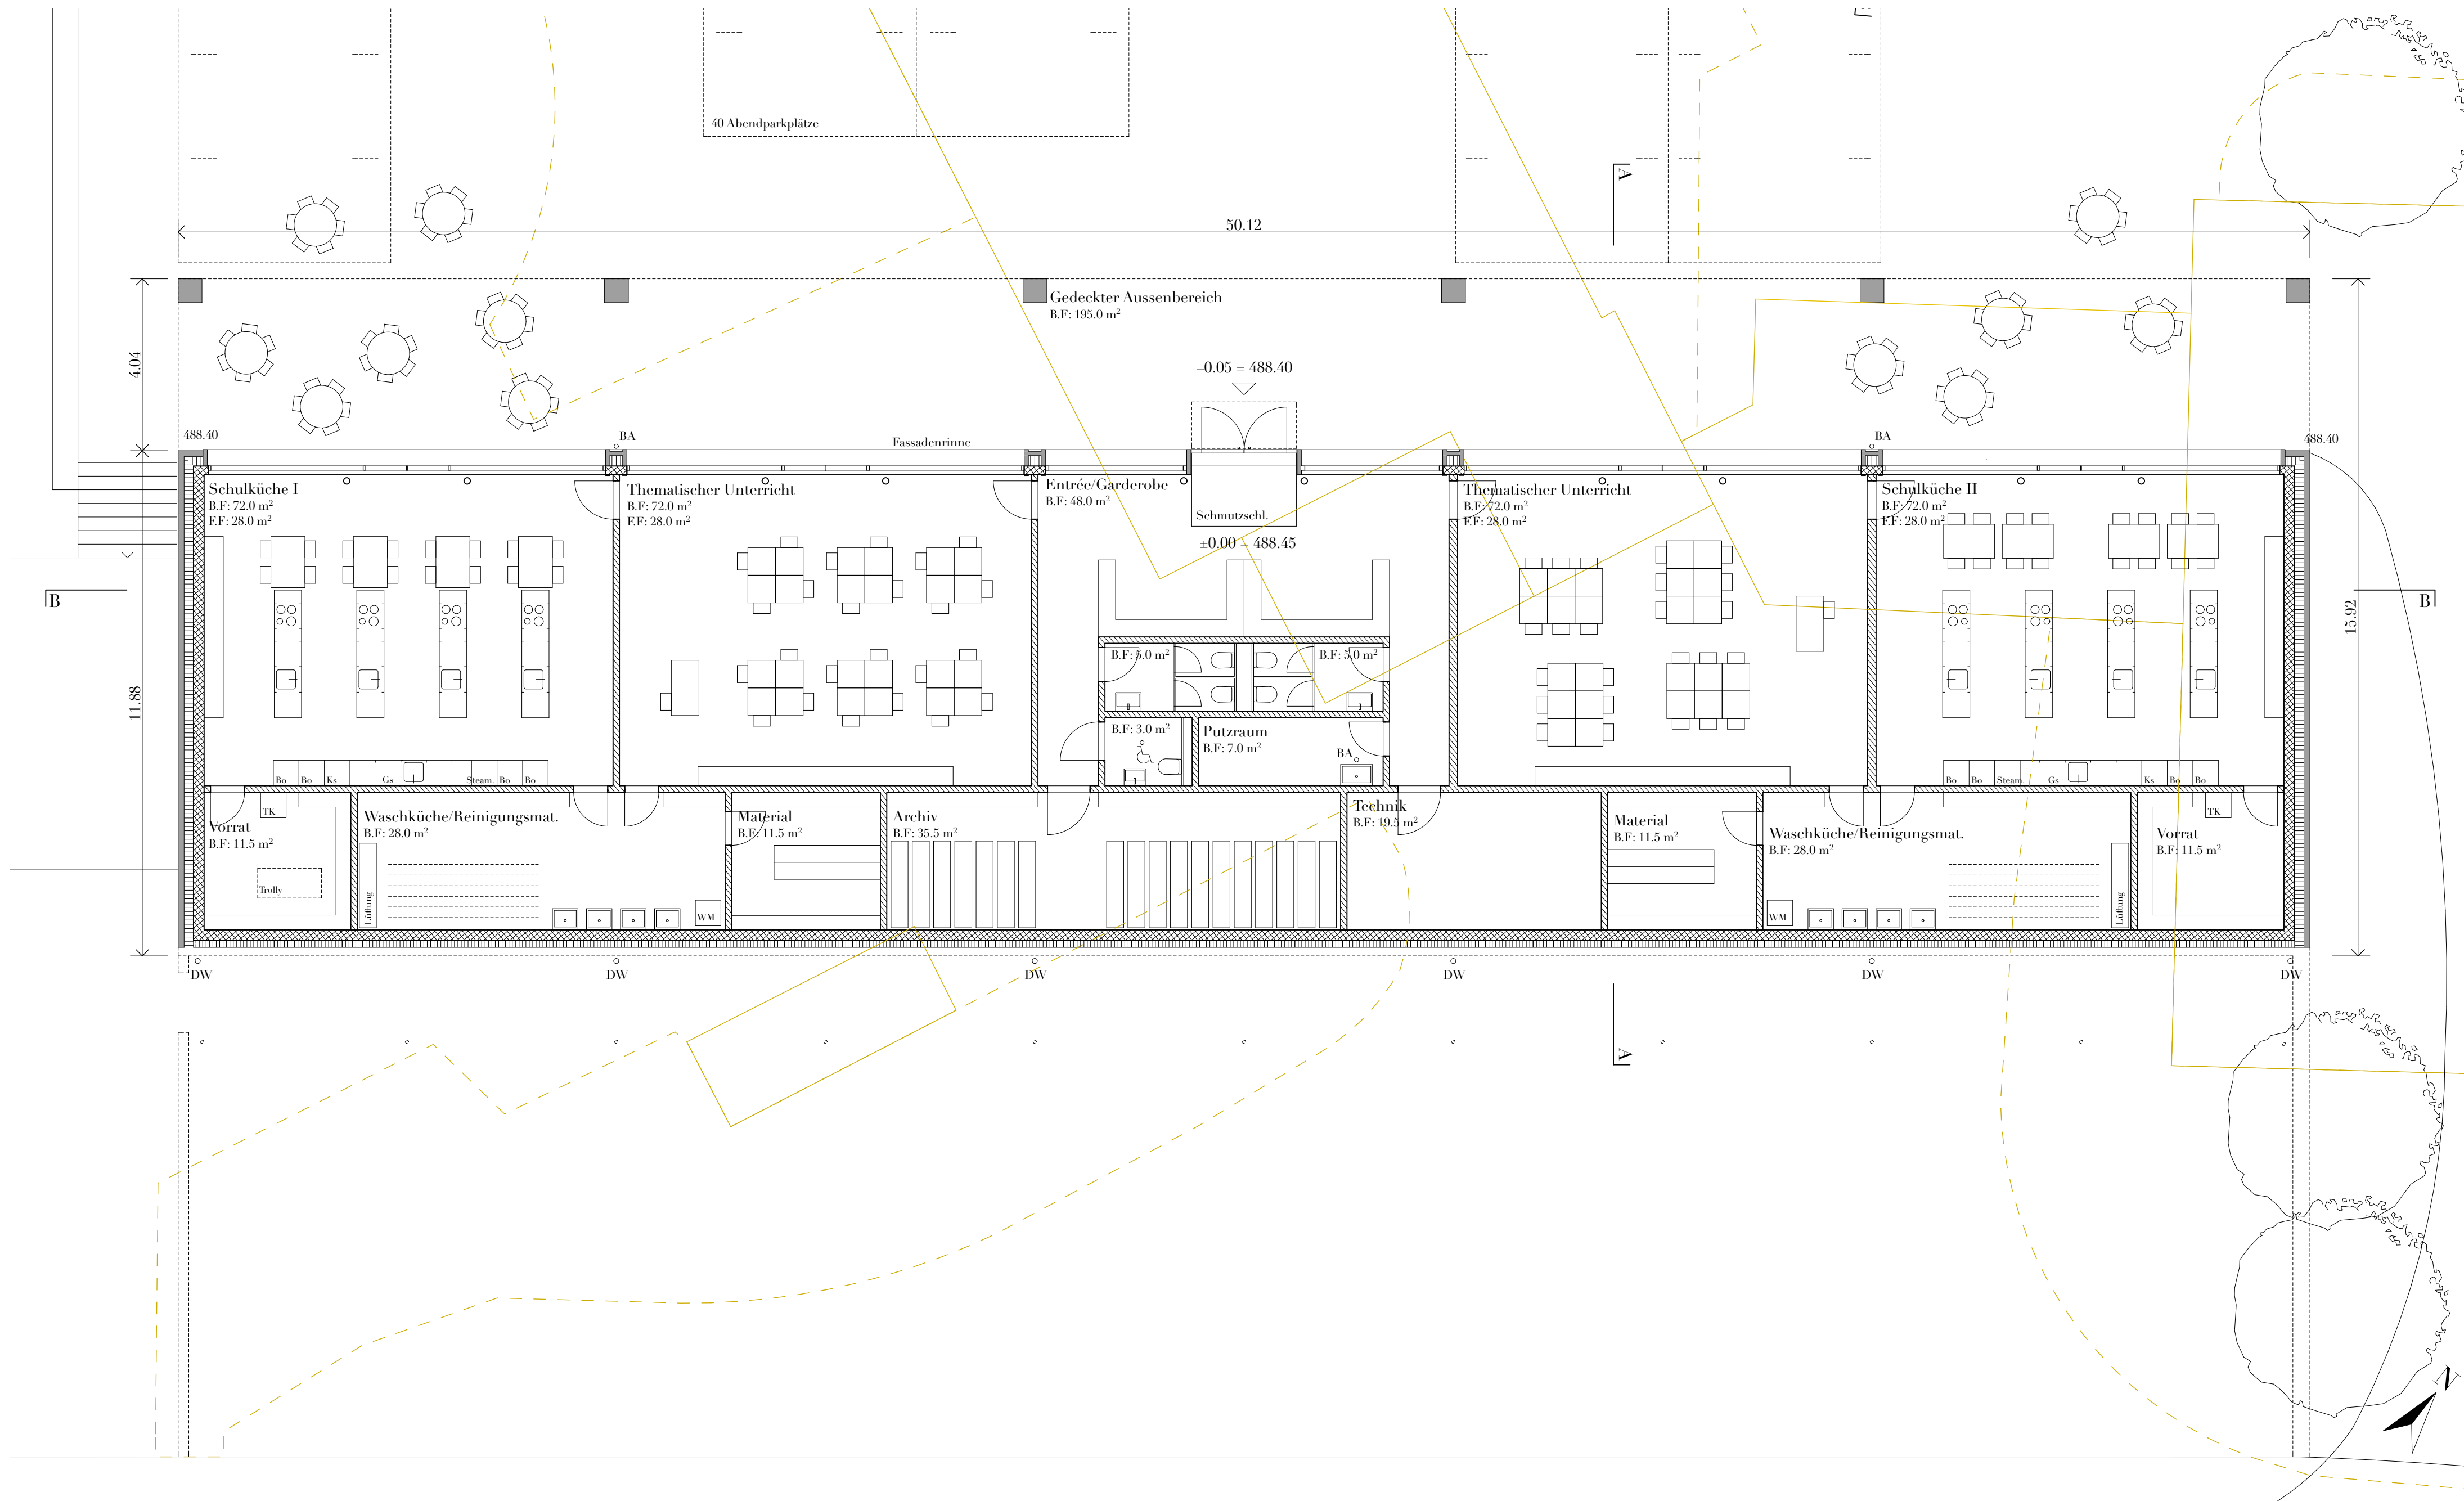 40 Abendparkplätze
A
50.12
Gedeckter Aussenbereich
B.F: 195.0 m²
4.04
–0.05 = 488.40
488.40
BA
Fassadenrinne
BA
488.40
Schulküche I
B.F: 72.0 m²
F.F: 28.0 m²
Thematischer Unterricht
B.F: 72.0 m²
F.F: 28.0 m²
Entrée/Garderobe
B.F: 48.0 m²
Schmutzschl.
±0.00 = 488.45
Thematischer Unterricht
B.F: 72.0 m²
F.F: 28.0 m²
Schulküche II
B.F: 72.0 m²
F.F: 28.0 m²
B
B
15.92
11.88
B.F: 5.0 m²
B.F: 5.0 m²
B.F: 3.0 m²
Putzraum
B.F: 7.0 m²
BA
Bo
Bo
Ks
Gs
Steam.
Bo
Bo
Bo
Bo
Steam.
Gs
Ks
Bo
Bo
TK
Vorrat
B.F: 11.5 m²
Trolly
Waschküche/Reinigungsmat.
B.F: 28.0 m²
Lüftung
WM
Material
B.F: 11.5 m²
Archiv
B.F: 35.5 m²
Technik
B.F: 19.5 m²
Material
B.F: 11.5 m²
Waschküche/Reinigungsmat.
B.F: 28.0 m²
WM
Lüftung
TK
Vorrat
B.F: 11.5 m²
DW
DW
DW
DW
DW
DW
A
N